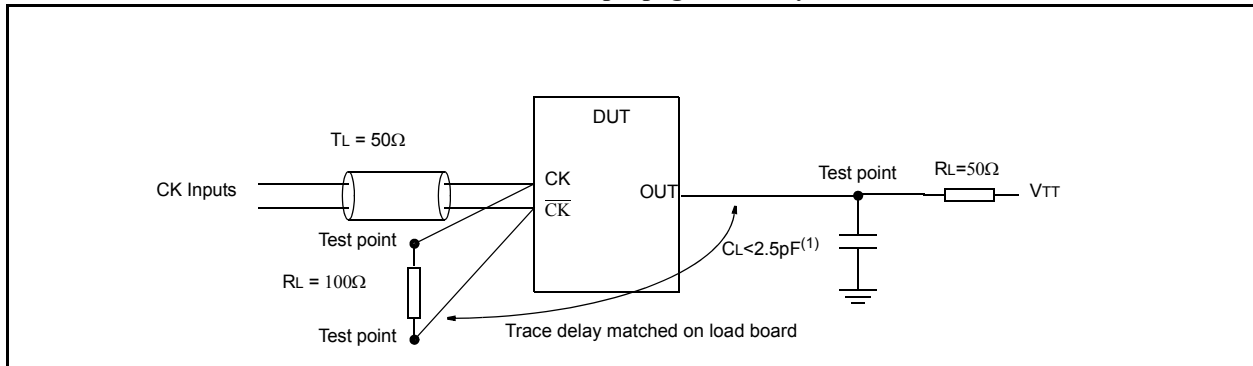 DUT
TL = 50Ω
CK Inputs
CK
CK
OUT
Test point
RL=50Ω
VTT
Test point
CL<2.5pF(1)
RL = 100Ω
Test point
Trace delay matched on load board